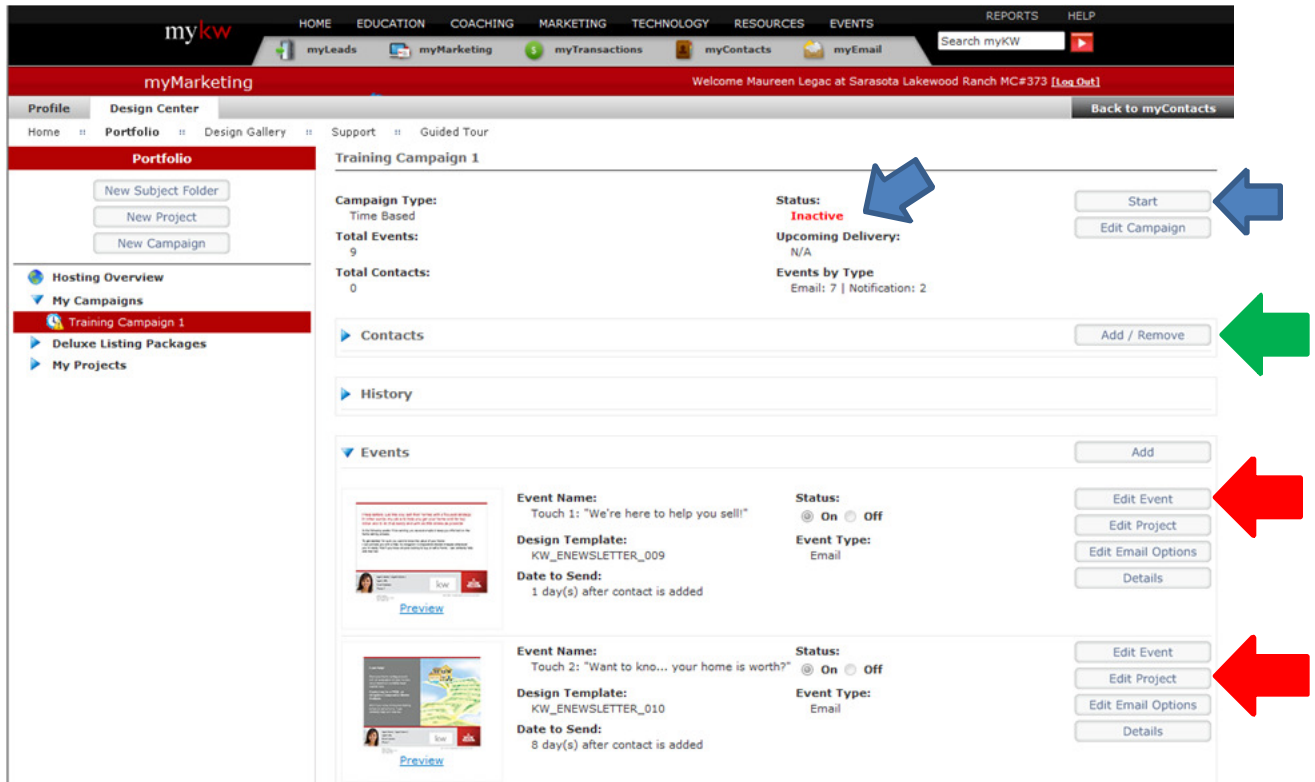 mykw
HOME EDUCATION COACHING MARKETING TECHNOLOGY RESOURCES EVENTS REPORTS HELP
myLeads myMarketing myTransactions myContacts myEmail Search myKW
myMarketing Welcome Maureen Legac at Sarasota Lakewood Ranch MC#373 [Log Out]
Profile Design Center Back to myContacts
Home :: Portfolio :: Design Gallery :: Support :: Guided Tour
Portfolio
New Subject Folder
New Project
New Campaign
Hosting Overview
My Campaigns
Training Campaign 1
Deluxe Listing Packages
My Projects
Training Campaign 1
Campaign Type:
Time Based
Total Events:
9
Total Contacts:
0
Status:
Inactive
Upcoming Delivery:
N/A
Events by Type
Email: 7 | Notification: 2
Start
Edit Campaign
Contacts Add / Remove
History
Events Add
Preview
Event Name:
Touch 1: "We're here to help you sell!"
Design Template:
KW_ENEWSLETTER_009
Date to Send:
1 day(s) after contact is added
Status:
On Off
Event Type:
Email
Edit Event
Edit Project
Edit Email Options
Details
kw
Preview
Event Name:
Touch 2: "Want to kno... your home is worth?"
Design Template:
KW_ENEWSLETTER_010
Date to Send:
8 day(s) after contact is added
Status:
On Off
Event Type:
Email
Edit Event
Edit Project
Edit Email Options
Details
kw